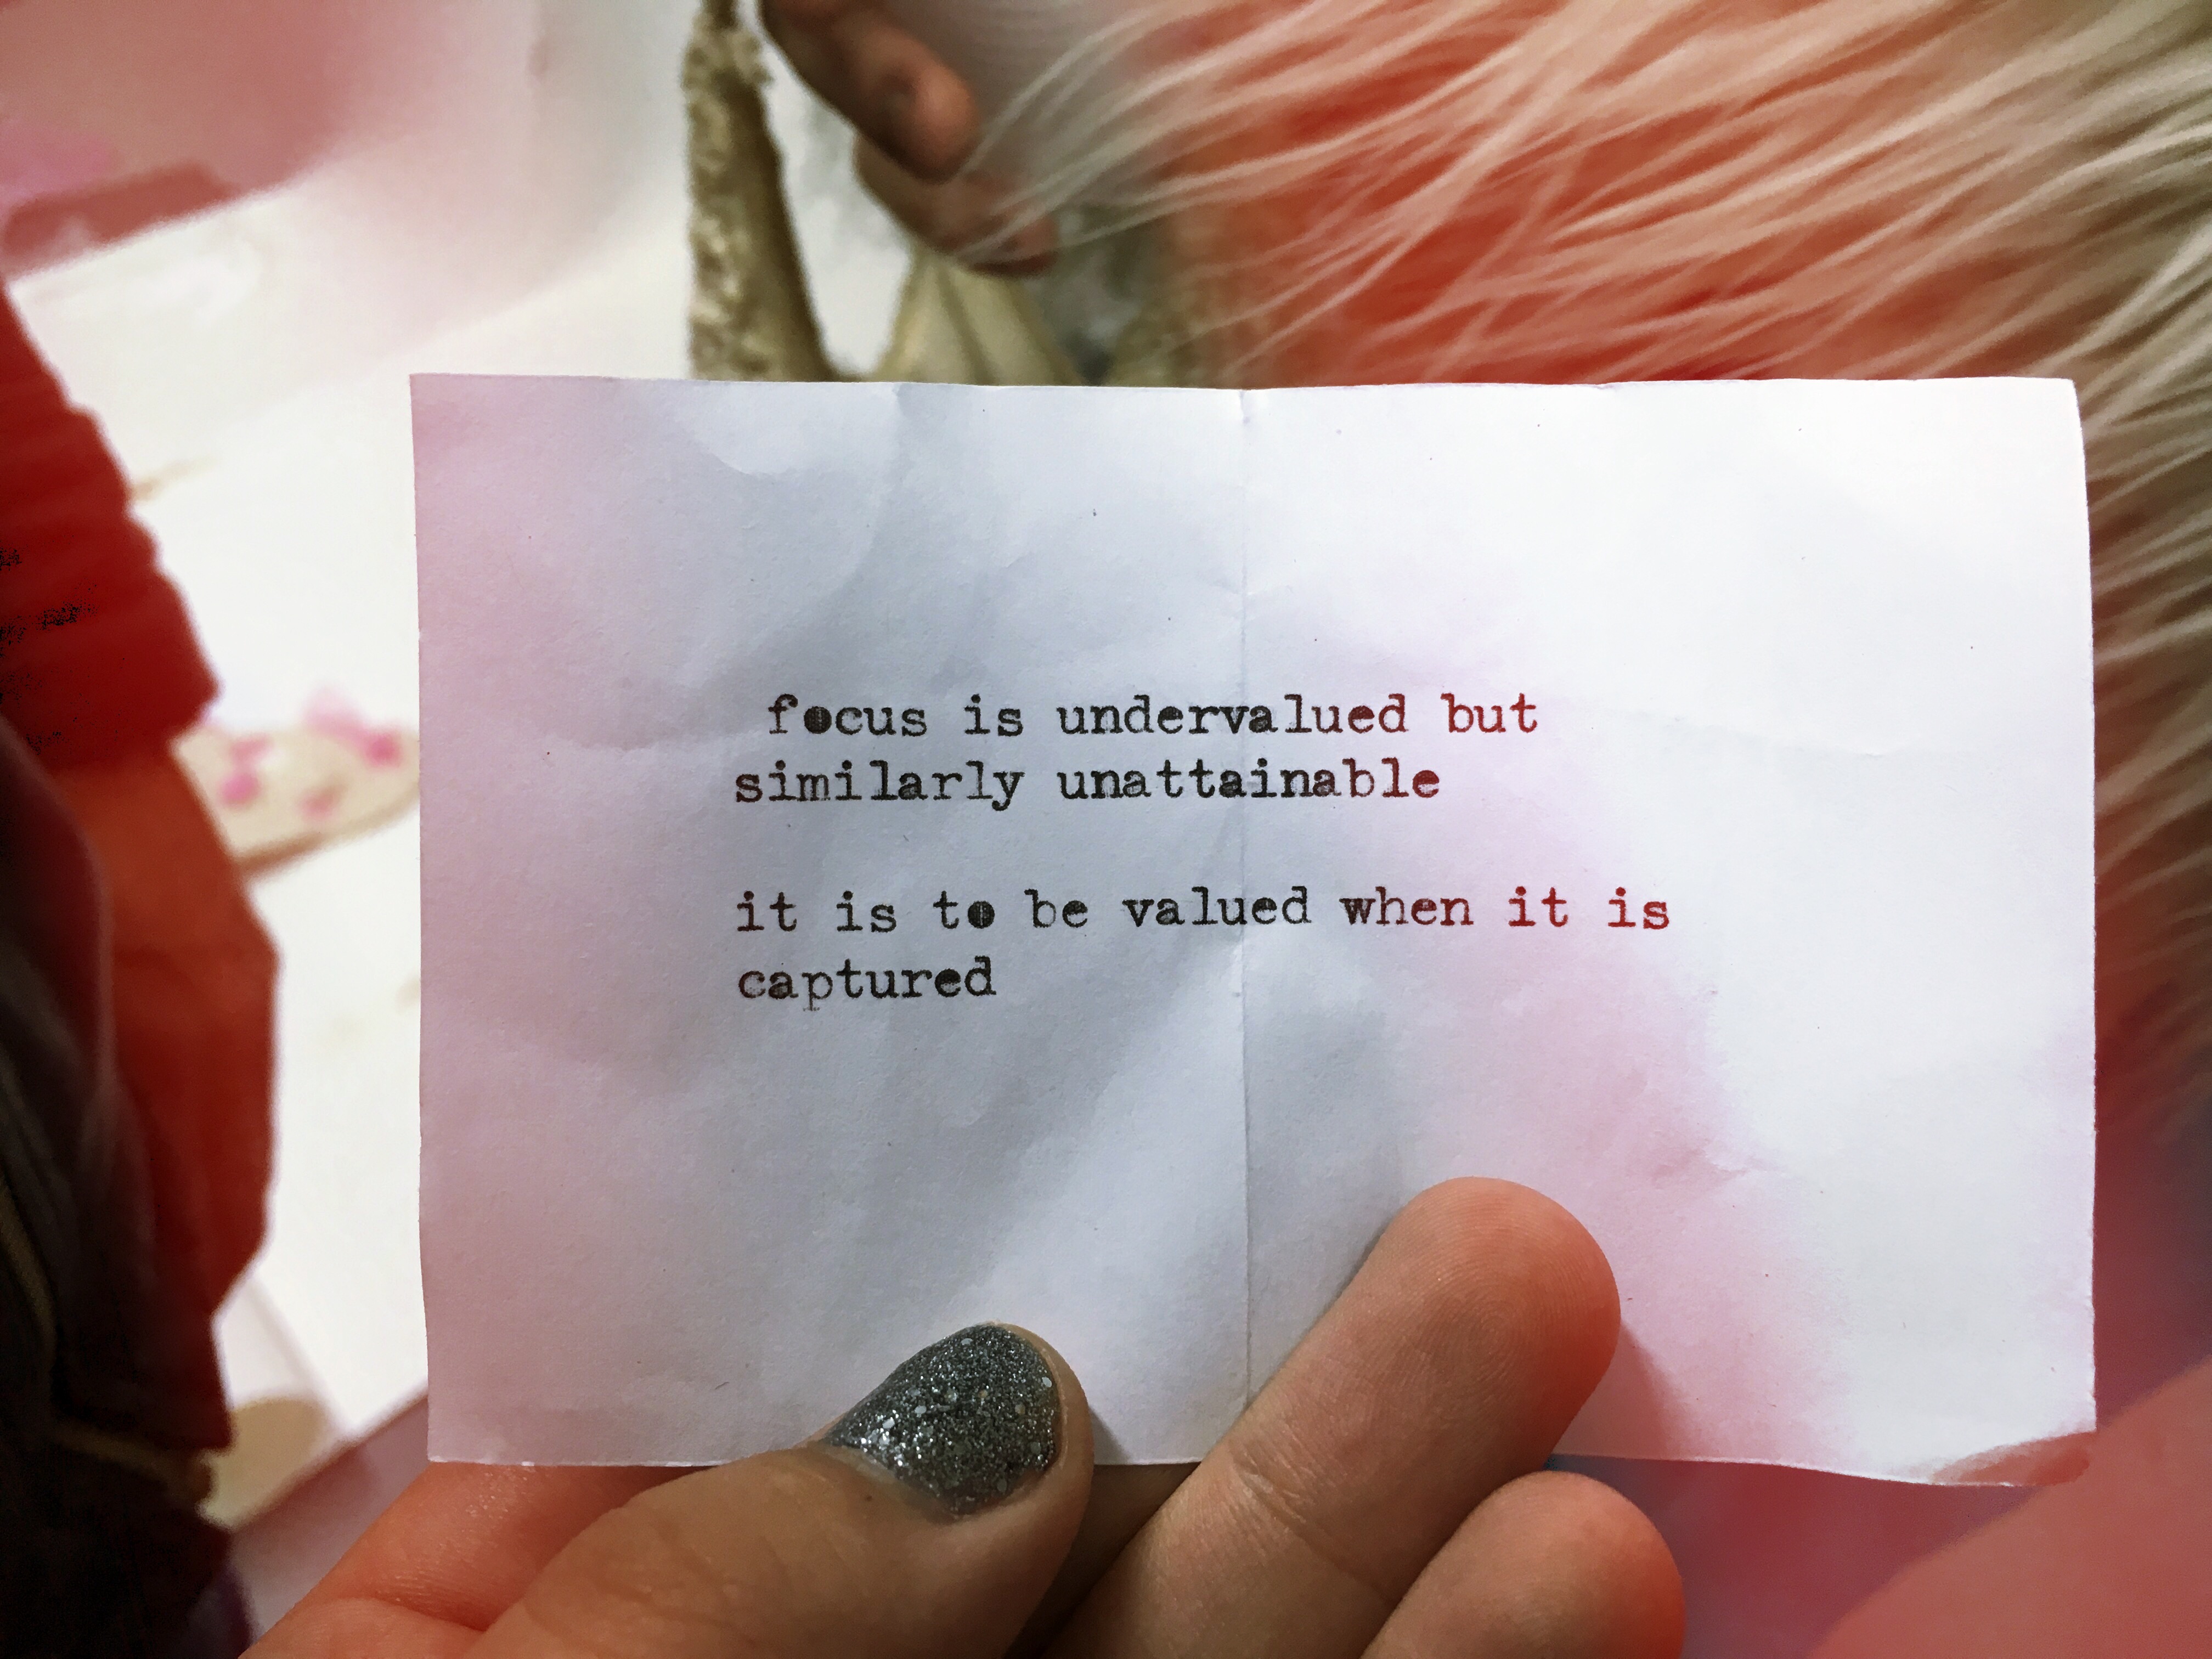 focus is undervalued but
similarly unattainable
it is to be valued when it is
captured